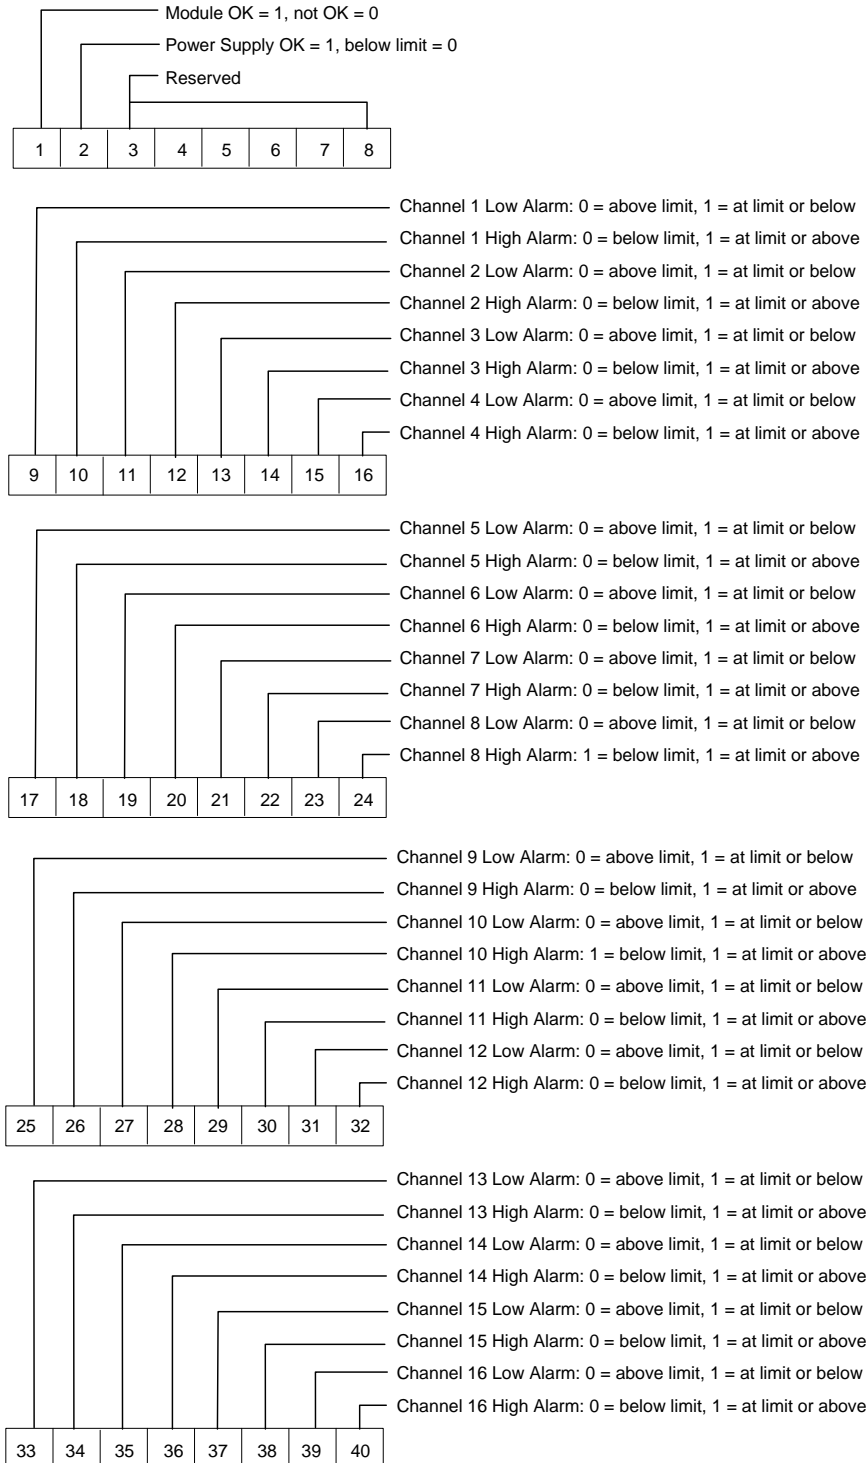 Module OK = 1, not OK = 0
Power Supply OK = 1, below limit = 0
Reserved
1 2 3 4 5 6 7 8
Channel 1 Low Alarm: 0 = above limit, 1 = at limit or below
Channel 1 High Alarm: 0 = below limit, 1 = at limit or above
Channel 2 Low Alarm: 0 = above limit, 1 = at limit or below
Channel 2 High Alarm: 0 = below limit, 1 = at limit or above
Channel 3 Low Alarm: 0 = above limit, 1 = at limit or below
Channel 3 High Alarm: 0 = below limit, 1 = at limit or above
Channel 4 Low Alarm: 0 = above limit, 1 = at limit or below
Channel 4 High Alarm: 0 = below limit, 1 = at limit or above
9 10 11 12 13 14 15 16
Channel 5 Low Alarm: 0 = above limit, 1 = at limit or below
Channel 5 High Alarm: 0 = below limit, 1 = at limit or above
Channel 6 Low Alarm: 0 = above limit, 1 = at limit or below
Channel 6 High Alarm: 0 = below limit, 1 = at limit or above
Channel 7 Low Alarm: 0 = above limit, 1 = at limit or below
Channel 7 High Alarm: 0 = below limit, 1 = at limit or above
Channel 8 Low Alarm: 0 = above limit, 1 = at limit or below
Channel 8 High Alarm: 1 = below limit, 1 = at limit or above
17 18 19 20 21 22 23 24
Channel 9 Low Alarm: 0 = above limit, 1 = at limit or below
Channel 9 High Alarm: 0 = below limit, 1 = at limit or above
Channel 10 Low Alarm: 0 = above limit, 1 = at limit or below
Channel 10 High Alarm: 1 = below limit, 1 = at limit or above
Channel 11 Low Alarm: 0 = above limit, 1 = at limit or below
Channel 11 High Alarm: 0 = below limit, 1 = at limit or above
Channel 12 Low Alarm: 0 = above limit, 1 = at limit or below
Channel 12 High Alarm: 0 = below limit, 1 = at limit or above
25 26 27 28 29 30 31 32
Channel 13 Low Alarm: 0 = above limit, 1 = at limit or below
Channel 13 High Alarm: 0 = below limit, 1 = at limit or above
Channel 14 Low Alarm: 0 = above limit, 1 = at limit or below
Channel 14 High Alarm: 0 = below limit, 1 = at limit or above
Channel 15 Low Alarm: 0 = above limit, 1 = at limit or below
Channel 15 High Alarm: 0 = below limit, 1 = at limit or above
Channel 16 Low Alarm: 0 = above limit, 1 = at limit or below
Channel 16 High Alarm: 0 = below limit, 1 = at limit or above
33 34 35 36 37 38 39 40